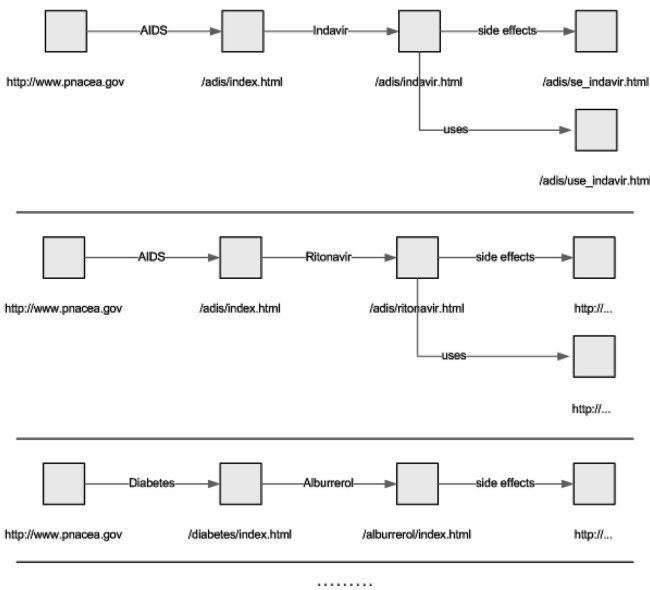 AIDS Indavir side effects
http://www.pnacea.gov /adis/index.html /adis/indavir.html /adis/se_indavir.html
uses
/adis/use_indavir.html
AIDS Ritonavir side effects
http://www.pnacea.gov /adis/index.html /adis/ritonavir.html http://...
uses
http://...
Diabetes Alburrerol side effects
http://www.pnacea.gov /diabetes/index.html /alburrerol/index.html http://...
.........